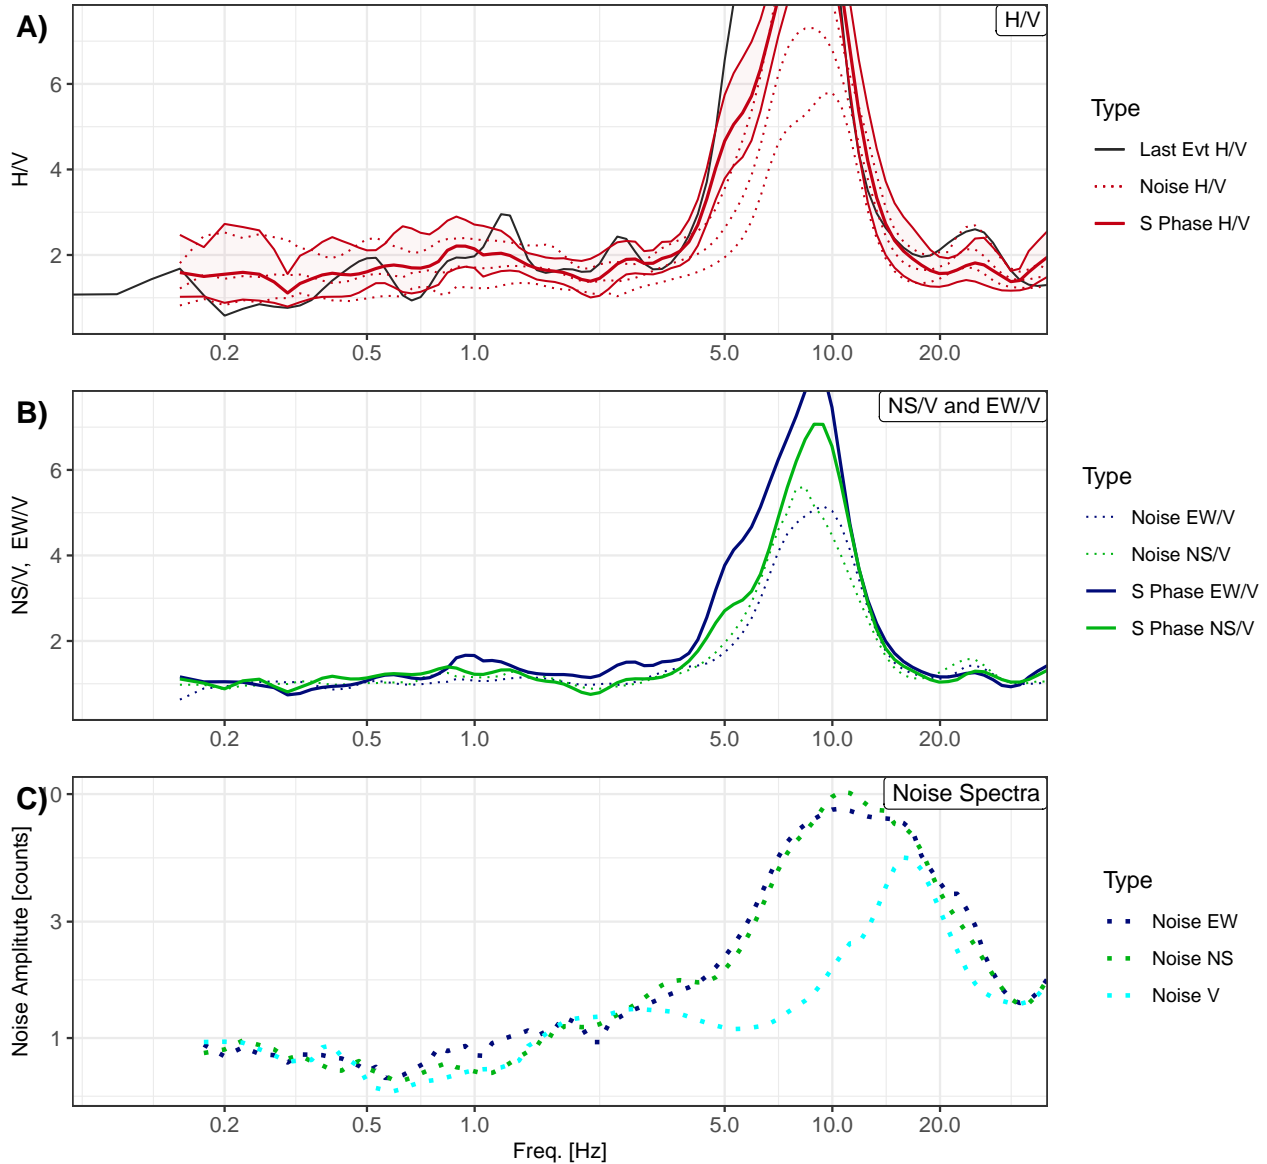 A)
H/V
H/V
6
4
2
0.2 0.5 1.0 5.0 10.0 20.0
Type
Last Evt H/V
Noise H/V
S Phase H/V
B)
NS/V and EW/V
NS/V, EW/V
6
4
2
0.2 0.5 1.0 5.0 10.0 20.0
Type
Noise EW/V
Noise NS/V
S Phase EW/V
S Phase NS/V
C)
Noise Spectra
Noise Amplitute [counts]
3
1
0.2 0.5 1.0 5.0 10.0 20.0
Freq. [Hz]
Type
Noise EW
Noise NS
Noise V